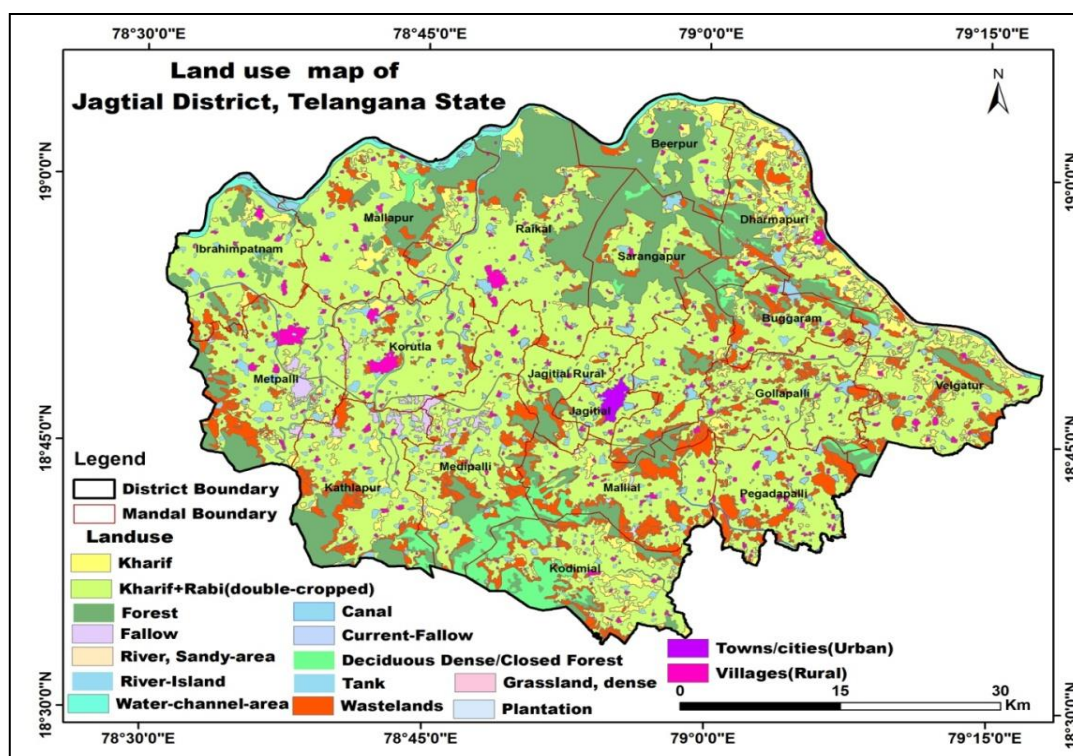 78°30'0"E
78°45'0"E
79°0'0"E
79°15'0"E
Land use map of
Jagtial District, Telangana State
N
19°0'0"N
19°0'0"N
Beerpur
Mallapur
Dharmapuri
Raikal
Ibrahimpatnam
Sarangapur
Buggaram
Korutla
Metpalli
Jagitial Rural
Velgatur
Gollapalli
Jagitial
18°45'0"N
18°45'0"N
Medipalli
Kathlapur
Mallial
Pegadapalli
Kodimial
Legend
District Boundary
Mandal Boundary
Landuse
Kharif
Kharif+Rabi(double-cropped)
Forest
Fallow
River, Sandy-area
River-Island
Water-channel-area
Canal
Current-Fallow
Deciduous Dense/Closed Forest
Tank
Wastelands
Grassland, dense
Plantation
Towns/cities(Urban)
Villages(Rural)
0 15 30
Km
18°30'0"N
18°30'0"N
78°30'0"E
78°45'0"E
79°0'0"E
79°15'0"E